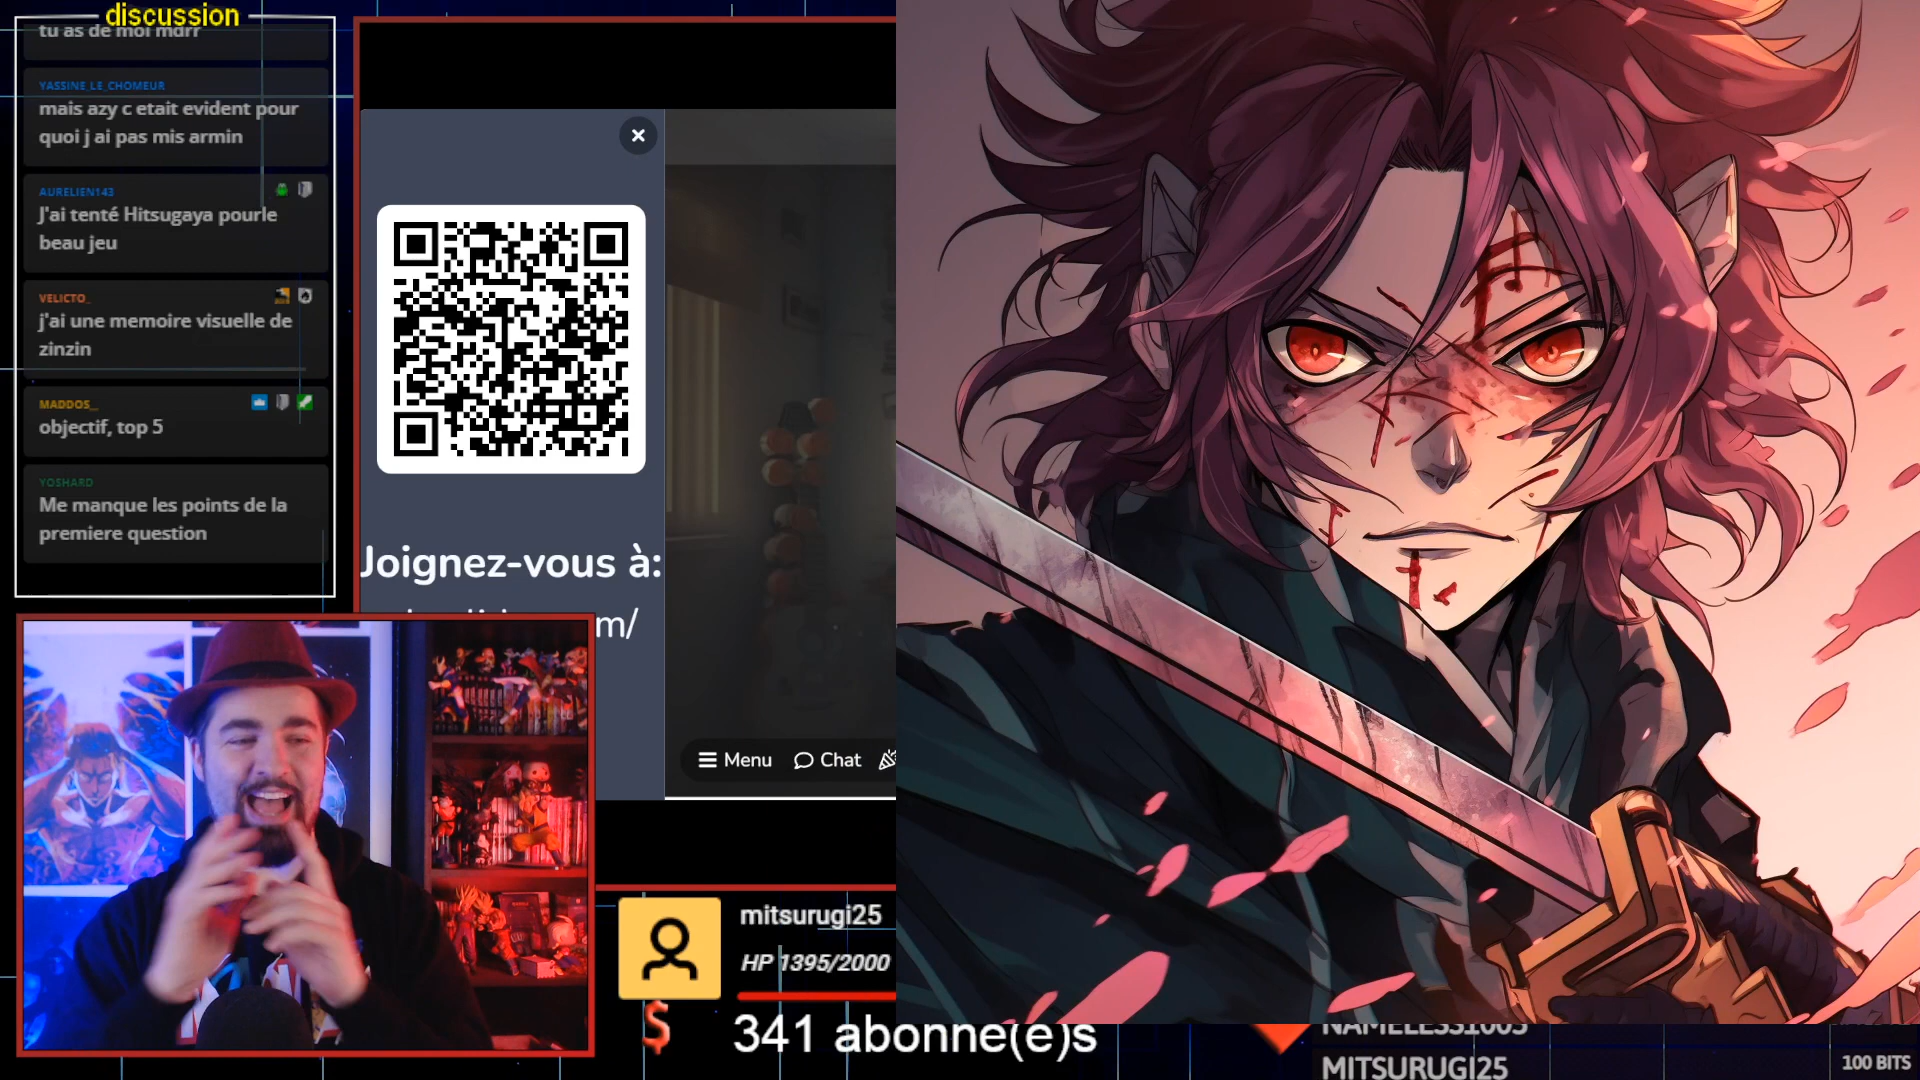 discussion
tu as de moi mdrr
YASSINE_LE_CHOMEUR
mais azy c etait evident pour
quoi j ai pas mis armin
AURELIEN143
J'ai tenté Hitsugaya pourle
beau jeu
VELICTO_
j'ai une memoire visuelle de
zinzin
MADDOS__
objectif, top 5
YOSHARD
Me manque les points de la
premiere question
Joignez-vous à:
m/
Menu
Chat
mitsurugi25
HP 1395/2000
$
341 abonne(e)s
NAMELESS1005
MITSURUGI25
100 BITS